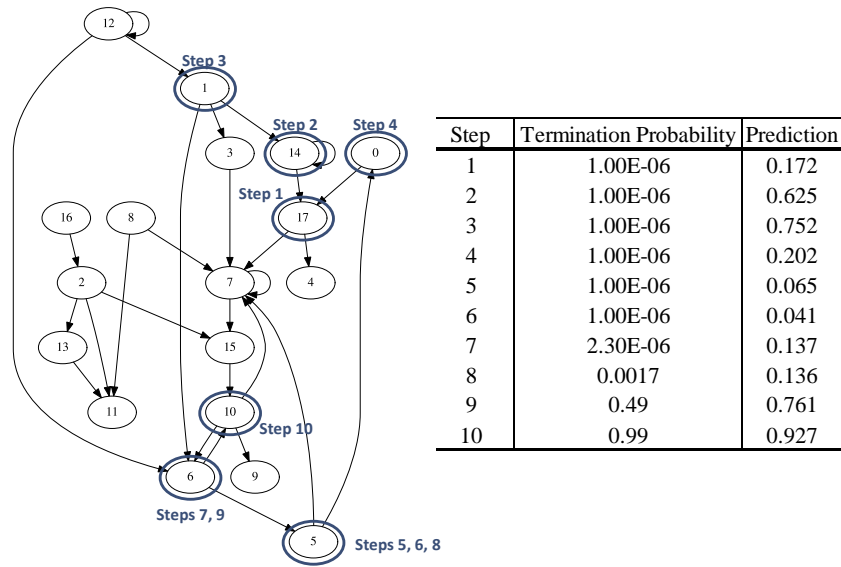 12
Step 3
1
Step 2
Step 4
3
14
0
Step 1
16
8
17
2
7
4
13
15
11
10
Step 10
6
9
Steps 7, 9
5
Steps 5, 6, 8
Step Termination Probability Prediction
1 1.00E-06 0.172
2 1.00E-06 0.625
3 1.00E-06 0.752
4 1.00E-06 0.202
5 1.00E-06 0.065
6 1.00E-06 0.041
7 2.30E-06 0.137
8 0.0017 0.136
9 0.49 0.761
10 0.99 0.927